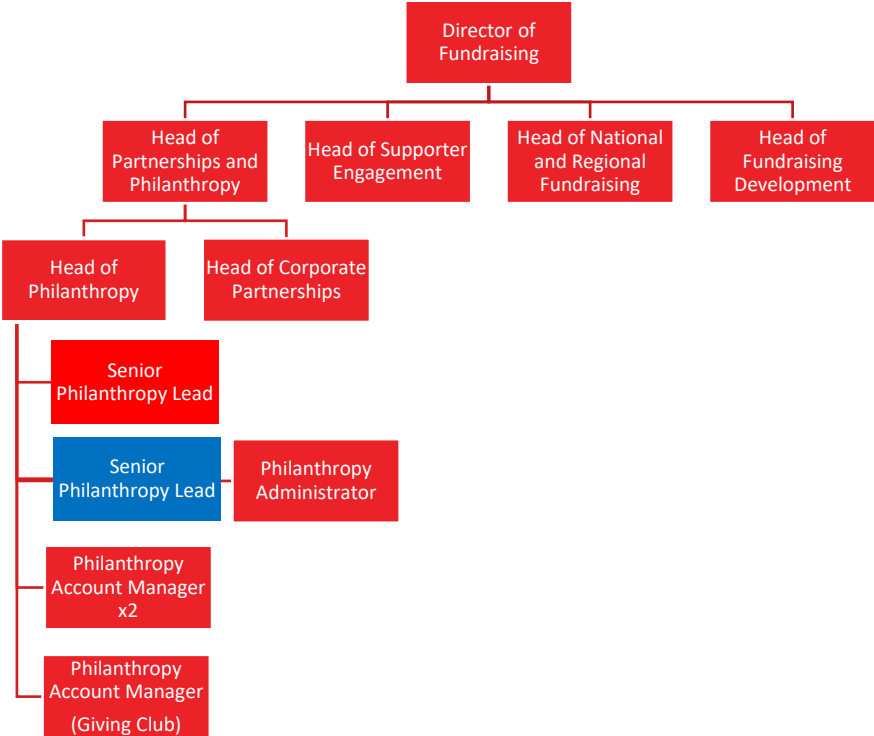 Director of
Fundraising
Head of
Partnerships and
Philanthropy
Head of Supporter
Engagement
Head of National
and Regional
Fundraising
Head of
Fundraising
Development
Head of
Philanthropy
Head of Corporate
Partnerships
Senior
Philanthropy Lead
Senior
Philanthropy Lead
Philanthropy
Administrator
Philanthropy
Account Manager
x2
Philanthropy
Account Manager
(Giving Club)